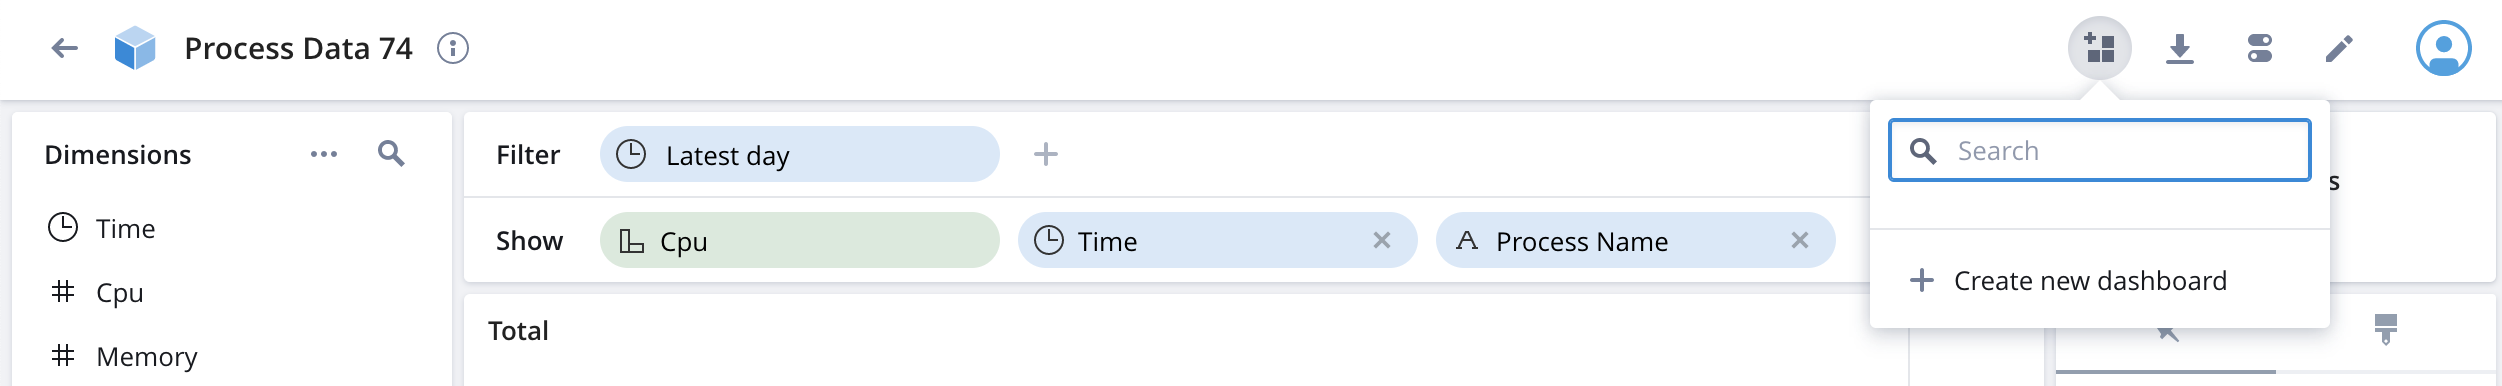 Process Data 74
Dimensions
Time
Cpu
Memory
Filter
Latest day
Show
Cpu
Time
Process Name
Total
Search
Create new dashboard